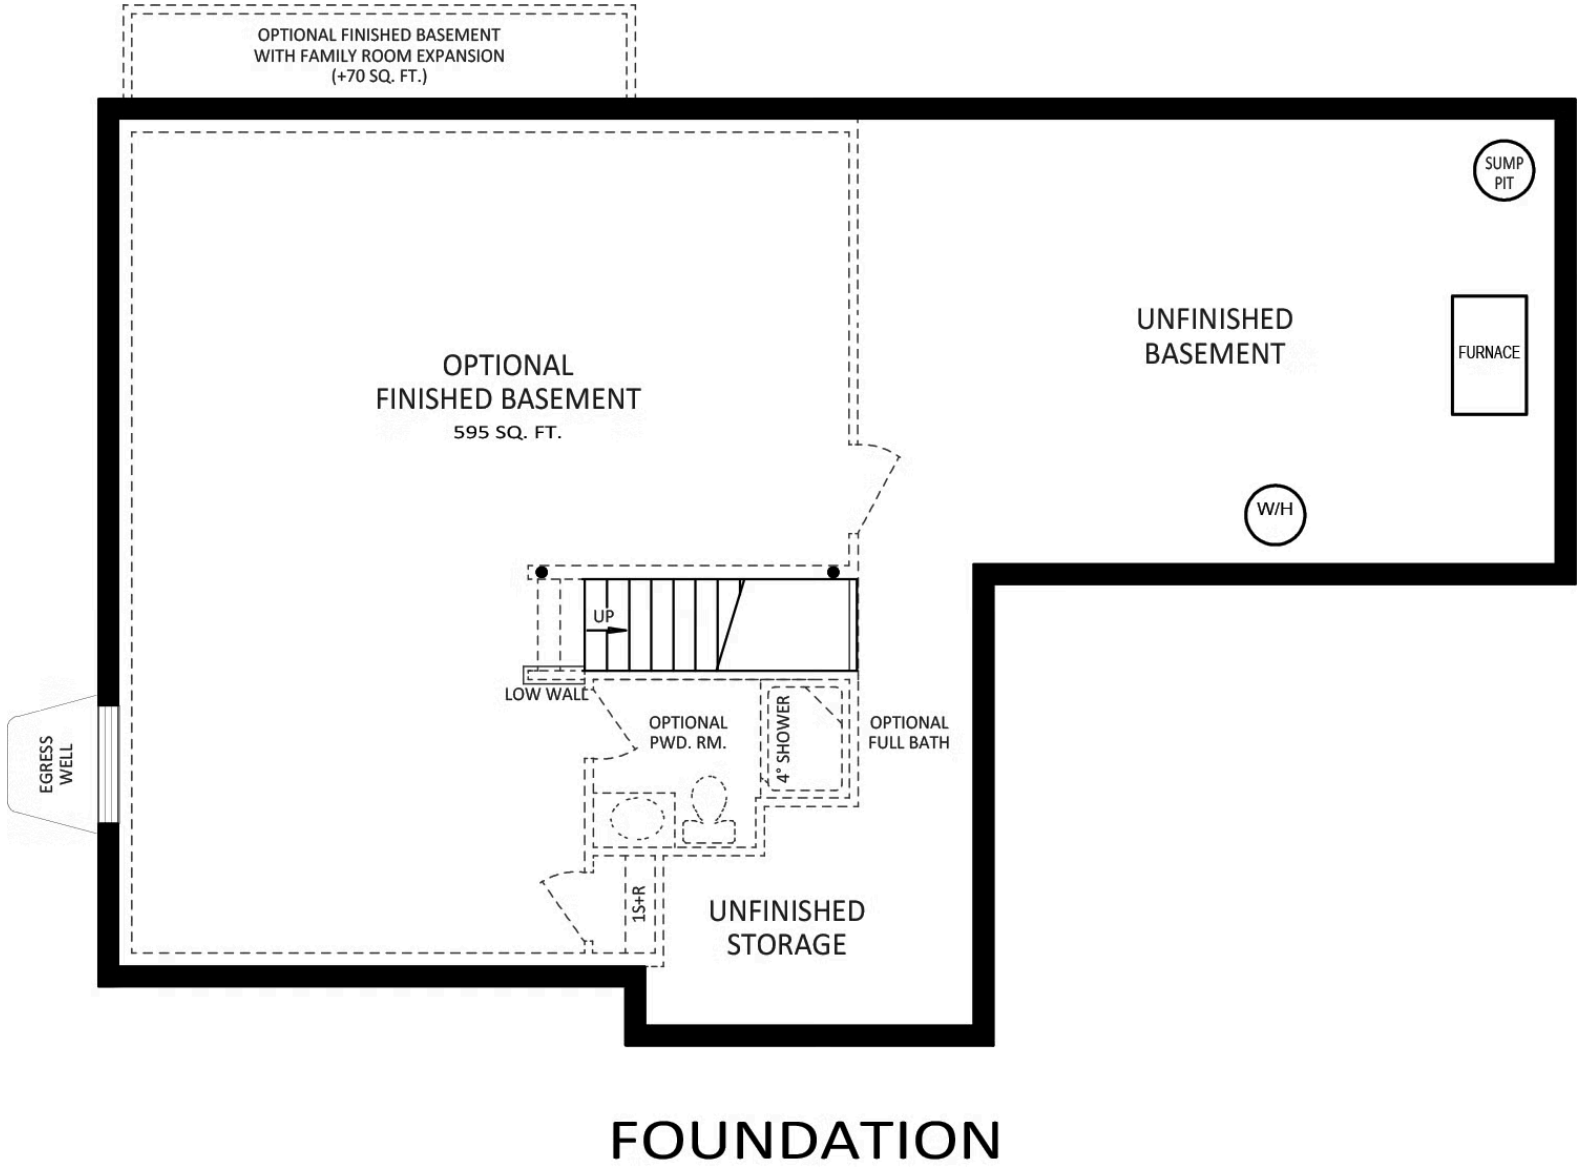 OPTIONAL FINISHED BASEMENT
WITH FAMILY ROOM EXPANSION
(+70 SQ. FT.)
SUMP
PIT
UNFINISHED
BASEMENT
FURNACE
OPTIONAL
FINISHED BASEMENT
595 SQ. FT.
W/H
UP
LOW WALL
OPTIONAL
PWD. RM.
4° SHOWER
OPTIONAL
FULL BATH
EGRESS
WELL
1S+R
UNFINISHED
STORAGE
FOUNDATION